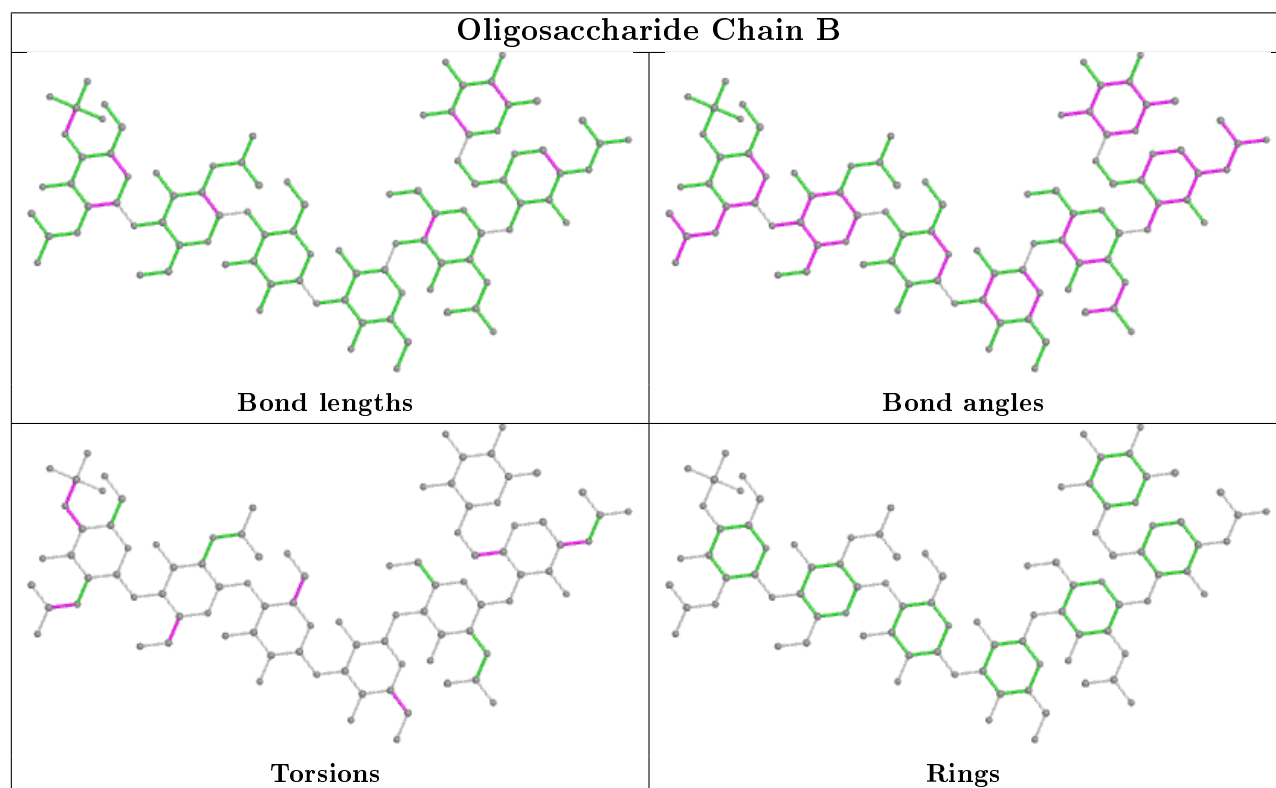 Oligosaccharide Chain B
Bond lengths
Bond angles
Torsions
Rings